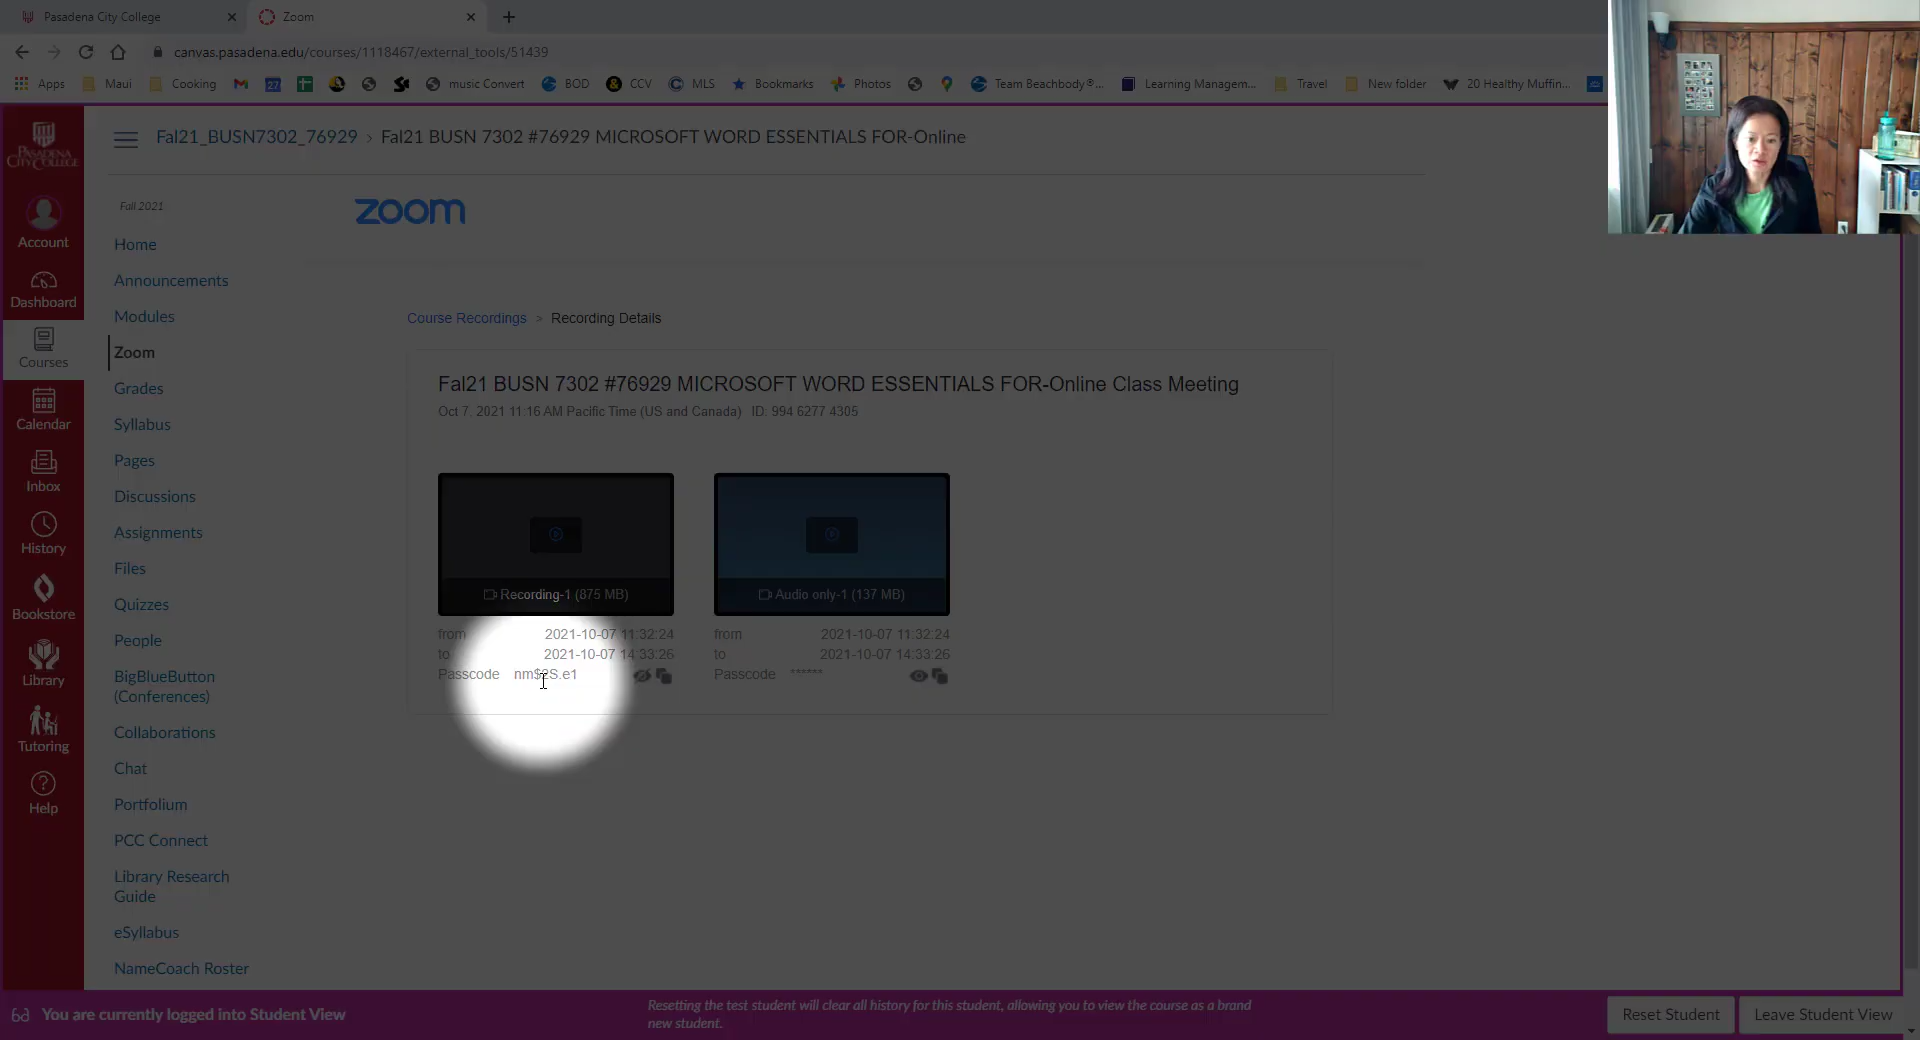 Pasadena City College
Zoom
canvas.pasadena.edu/courses/1118467/external_tools/51439
Apps Maui Cooking 27 music Convert BOD CCV MLS Bookmarks Photos Team Beachbody®... Learning Managem... Travel New folder 20 Healthy Muffin...
PASADENA
CITY COLLEGE
Account
Dashboard
Courses
Calendar
Inbox
History
Bookstore
Library
Tutoring
Help
Fal21_BUSN7302_76929 › Fal21 BUSN 7302 #76929 MICROSOFT WORD ESSENTIALS FOR-Online
Fall 2021
Home
Announcements
Modules
Zoom
Grades
Syllabus
Pages
Discussions
Assignments
Files
Quizzes
People
BigBlueButton
(Conferences)
Collaborations
Chat
Portfolium
PCC Connect
Library Research
Guide
eSyllabus
NameCoach Roster
zoom
Course Recordings > Recording Details
Fal21 BUSN 7302 #76929 MICROSOFT WORD ESSENTIALS FOR-Online Class Meeting
Oct 7, 2021 11:16 AM Pacific Time (US and Canada) ID: 994 6277 4305
Recording-1 (875 MB)
from 2021-10-07 11:32:24
to 2021-10-07 14:33:26
Passcode
Audio only-1 (137 MB)
from 2021-10-07 11:32:24
to 2021-10-07 14:33:26
Passcode ******
You are currently logged into Student View
Resetting the test student will clear all history for this student, allowing you to view the course as a brand
new student.
Reset Student
Leave Student View